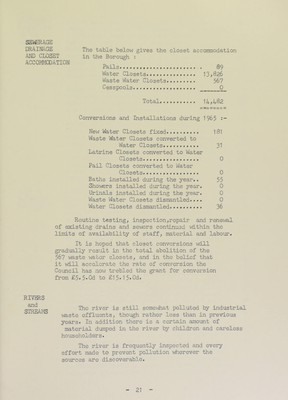 SEWERAGE
DRAINAGE
AND CLOSET
ACCOMMODATION
The table below gives the closet accommodation
in the Borough :
Pails................... 89
Water Closets.............. 13,826
Waste Water Closets........ 567
Cesspools................ 0
Total........... 14,482
Conversions and Installations during 1965 :-
New Water Closets fixed.......... 181
Waste Water Closets converted to
Water Closets......... 31
Latrine Closets converted to Water
Closets................ 0
Pail Closets converted to Water
Closets................ 0
Baths installed during the year.. 55
Showers installed during the year. 0
Urinals installed during the year. 0
Waste Water Closets dismantled... 0
Water Closets dismantled......... 36
Routine testing, inspection,repair and renewal
of existing drains and sewers continued within the
limits of availability of staff, material and labour.
It is hoped that closet conversions will
gradually result in the total abolition of the
567 waste water closets, and in the belief that
it will accelerate the rate of conversion the
Council has now trebled the grant for conversion
from £5.5.0d to £15.15.0d.
RIVERS
and
STREAMS
The river is still somewhat polluted by industrial
waste effluents, though rather less than in previous
years. In addition there is a certain amount of
material dumped in the river by children and careless
householders.
The river is frequently inspected and every
effort made to prevent pollution wherever the
sources are discoverable.
- 21 -